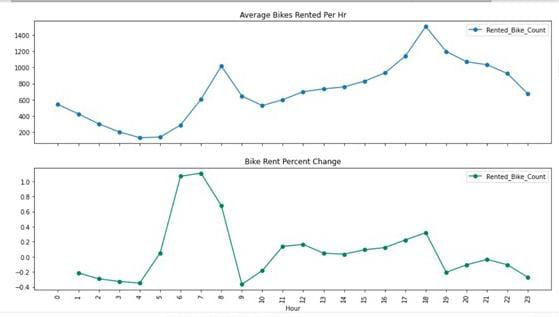 Average Bikes Rented Per Hr
Rented_Bike_Count
1400
1200
1000
800
600
400
200
Bike Rent Percent Change
Rented_Bike_Count
1.0
0.8
0.6
0.4
0.2
0.0
−0.2
−0.4
0 1 2 3 4 5 6 7 8 9 10 11 12 13 14 15 16 17 18 19 20 21 22 23
Hour